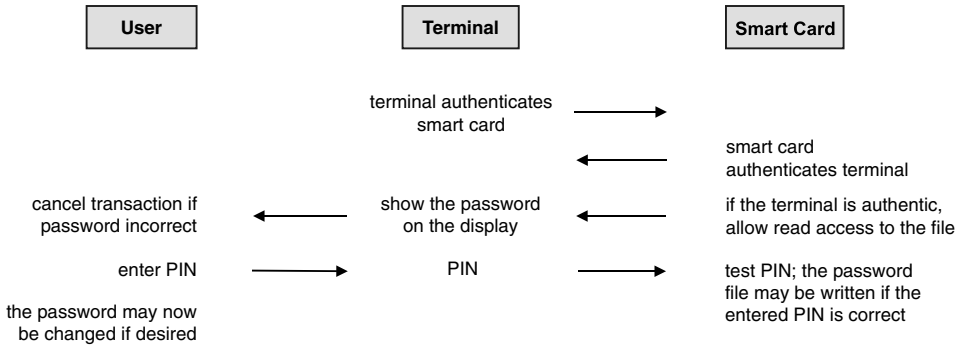 User
Terminal
Smart Card
terminal authenticates
smart card
smart card
authenticates terminal
cancel transaction if
password incorrect
show the password
on the display
if the terminal is authentic,
allow read access to the file
enter PIN
PIN
test PIN; the password
file may be written if the
entered PIN is correct
the password may now
be changed if desired